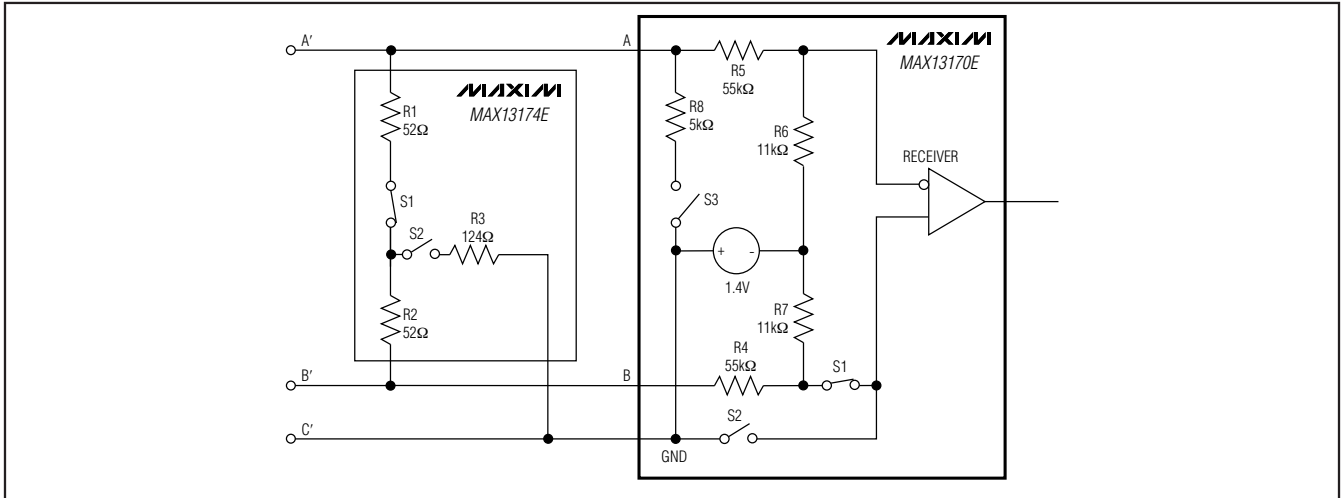 A′
A
MAXIM
MAX13170E
R5
55kΩ
MAXIM
MAX13174E
R1
52Ω
R8
5kΩ
R6
11kΩ
RECEIVER
S1
S3
S2
R3
124Ω
+ -
1.4V
R7
11kΩ
R2
52Ω
R4
55kΩ
S1
B′
B
S2
C′
GND